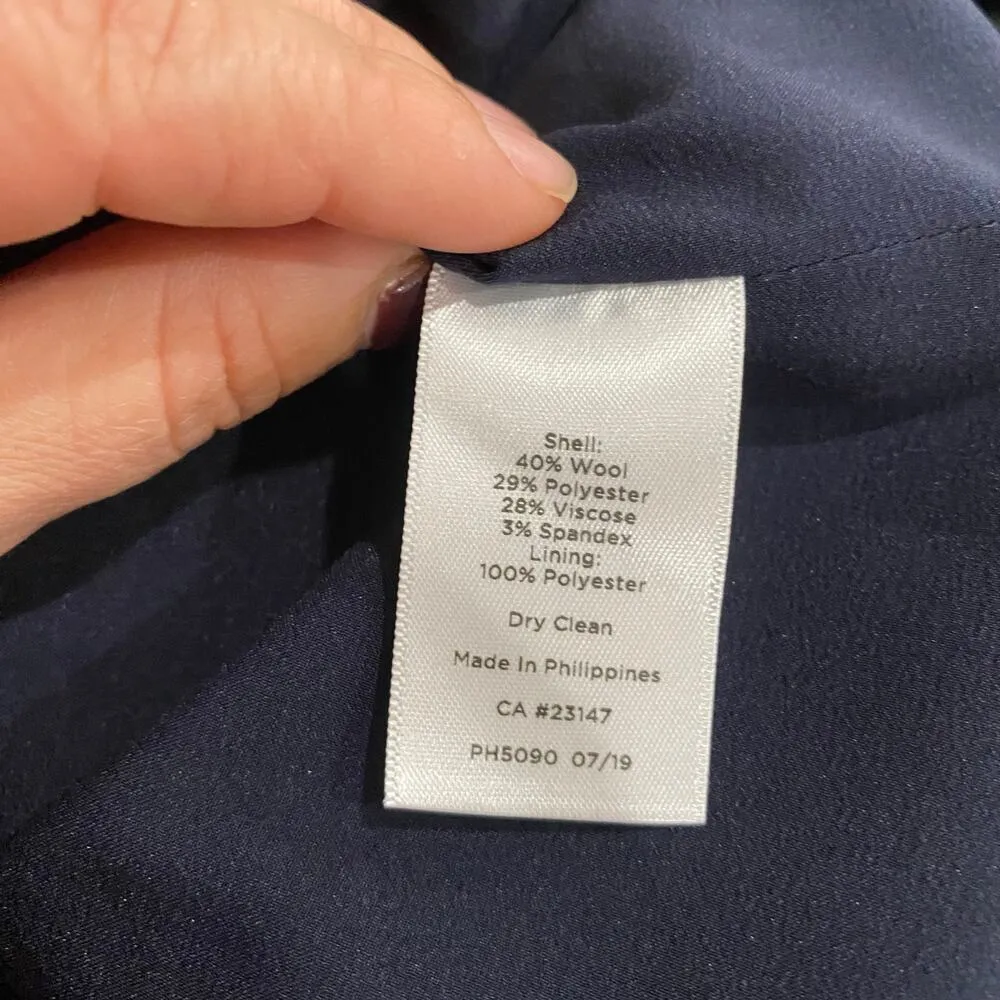 Shell:
40% Wool
29% Polyester
28% Viscose
3% Spandex
Lining:
100% Polyester
Dry Clean
Made In Philippines
CA #23147
PH5090 07/19